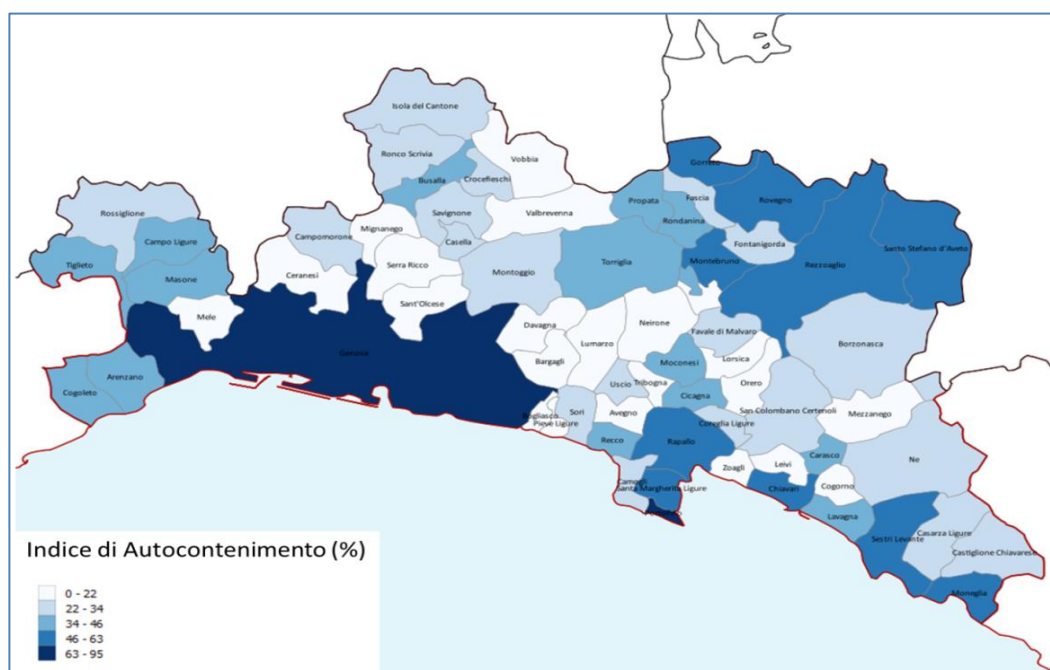 Isola del Cantone
Ronco Scrivia
Vobbia
Busalla
Crocefieschi
Gorreto
Rovegno
Fascia
Propata
Rondanina
Rossiglione
Savignone
Valbrevenna
Campo Ligure
Campomorone
Mignanego
Casella
Fontanigorda
Santo Stefano d'Aveto
Tiglieto
Masone
Ceranesi
Serra Ricco
Montoggio
Torriglia
Montebruno
Rezzoaglio
Mele
Sant'Olcese
Davagna
Neirone
Favale di Malvaro
Borzonasca
Genova
Lumarzo
Bargagli
Moconesi
Lorsica
Arenzano
Cogoleto
Uscio
Tribogna
Orero
Cicagna
San Colombano Certenoli
Mezzanego
Bogliasco
Pieve Ligure
Sori
Avegno
Coreglia Ligure
Recco
Rapallo
Carasco
Ne
Zoagli
Leivi
Camogli
Santa Margherita Ligure
Chiavari
Cogorno
Lavagna
Sestri Levante
Casarza Ligure
Castiglione Chiavarese
Moneglia
Indice di Autocontenimento (%)
0 - 22
22 - 34
34 - 46
46 - 63
63 - 95